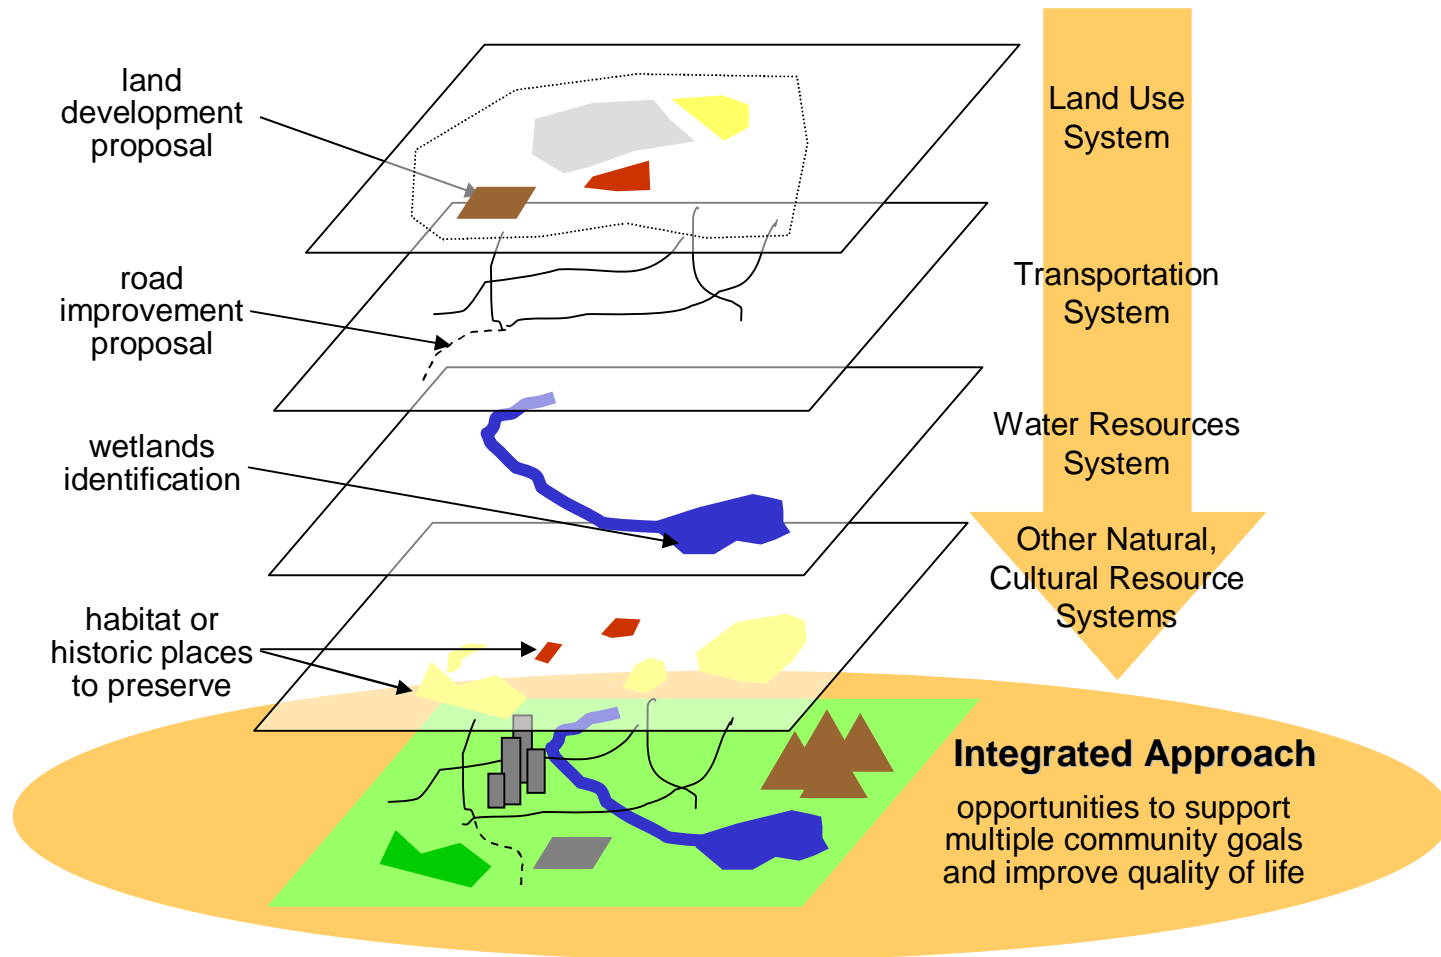 land
development
proposal
Land Use
System
road
improvement
proposal
Transportation
System
wetlands
identification
Water Resources
System
habitat or
historic places
to preserve
Other Natural,
Cultural Resource
Systems
Integrated Approach
opportunities to support
multiple community goals
and improve quality of life